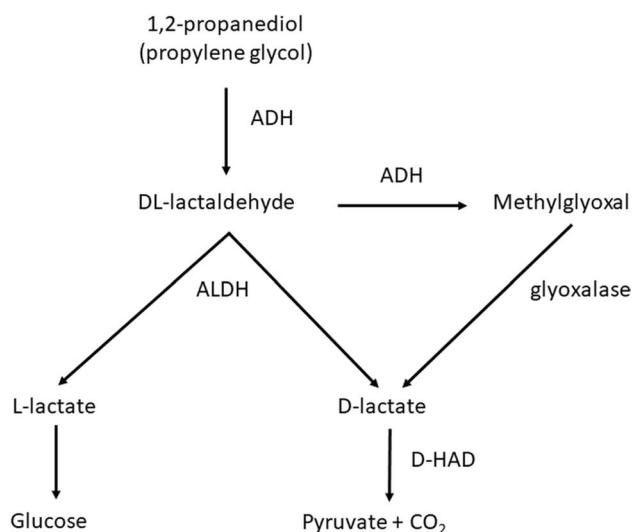 1,2-propanediol
(propylene glycol)
ADH
ADH
DL-lactaldehyde
Methylglyoxal
ALDH
glyoxalase
L-lactate
D-lactate
D-HAD
Glucose
Pyruvate + CO₂